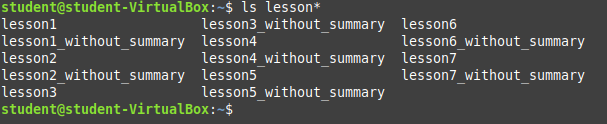 student@student-VirtualBox:~$ ls lesson*
lesson1 lesson3_without_summary lesson6
lesson1_without_summary lesson4 lesson6_without_summary
lesson2 lesson4_without_summary lesson7
lesson2_without_summary lesson5 lesson7_without_summary
lesson3 lesson5_without_summary
student@student-VirtualBox:~$